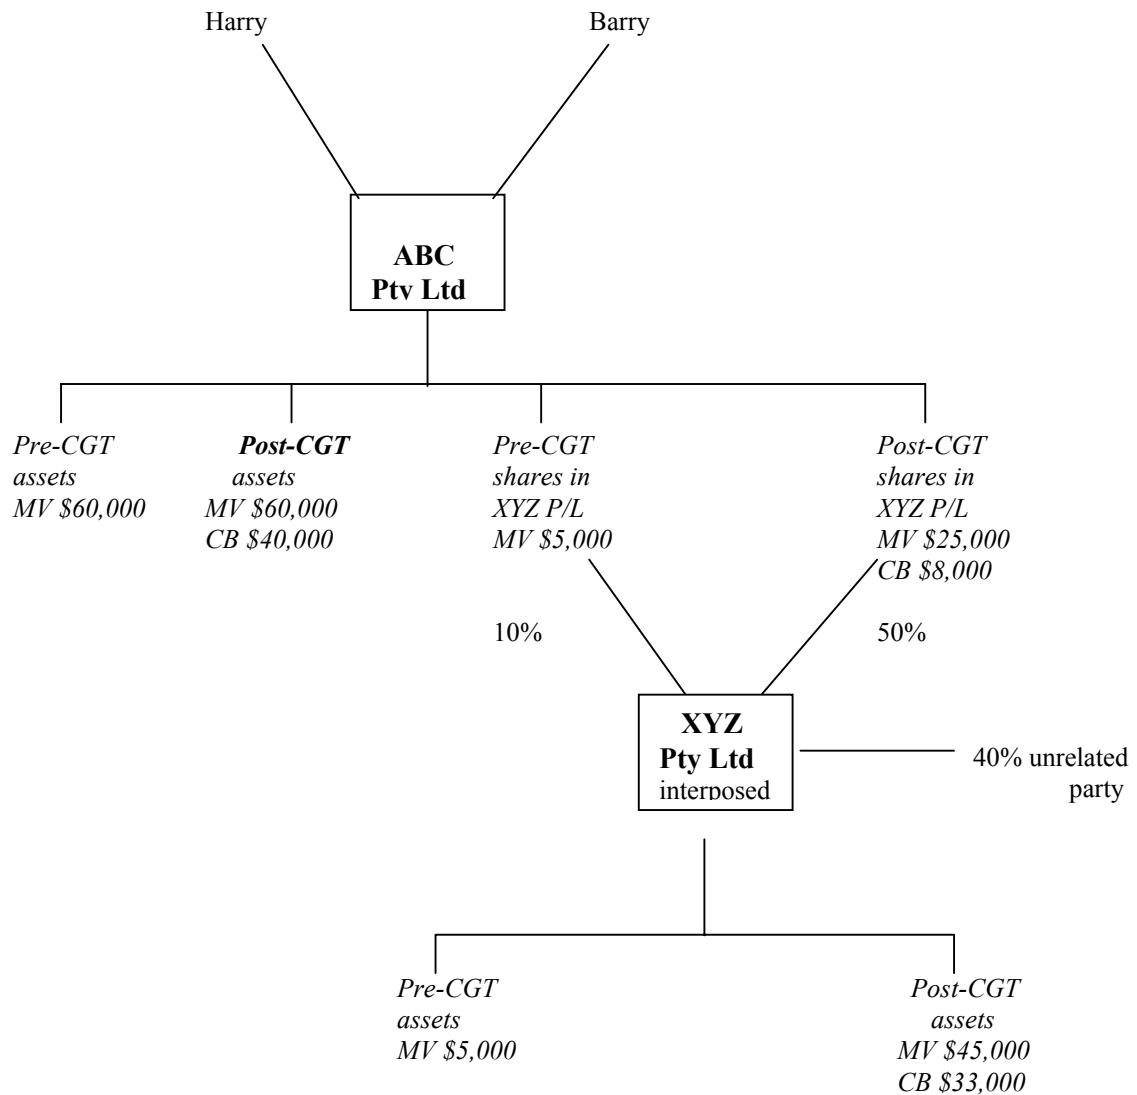 Harry
Barry
ABC
Pty Ltd
Pre-CGT
assets
MV $60,000
Post-CGT
assets
MV $60,000
CB $40,000
Pre-CGT
shares in
XYZ P/L
MV $5,000
Post-CGT
shares in
XYZ P/L
MV $25,000
CB $8,000
10%
50%
XYZ
Pty Ltd
interposed
40% unrelated
party
Pre-CGT
assets
MV $5,000
Post-CGT
assets
MV $45,000
CB $33,000